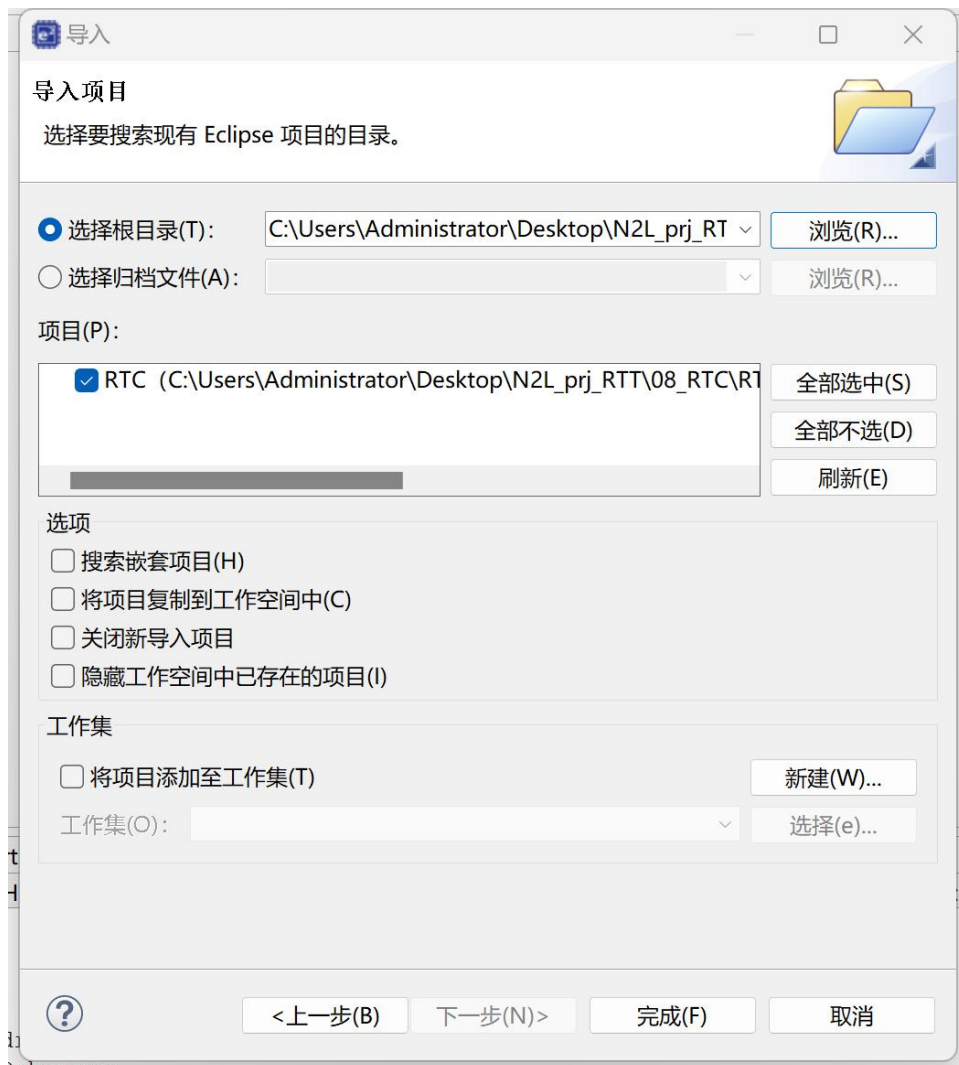 导入
导入项目
选择要搜索现有 Eclipse 项目的目录。
选择根目录(T)： C:\Users\Administrator\Desktop\N2L_prj_RT 浏览(R)...
选择归档文件(A)： 浏览(R)...
项目(P)：
RTC（C:\Users\Administrator\Desktop\N2L_prj_RTT\08_RTC\RT 全部选中(S)
全部不选(D)
刷新(E)
选项
搜索嵌套项目(H)
将项目复制到工作空间中(C)
关闭新导入项目
隐藏工作空间中已存在的项目(I)
工作集
将项目添加至工作集(T) 新建(W)...
工作集(O)： 选择(e)...
<上一步(B) 下一步(N)> 完成(F) 取消